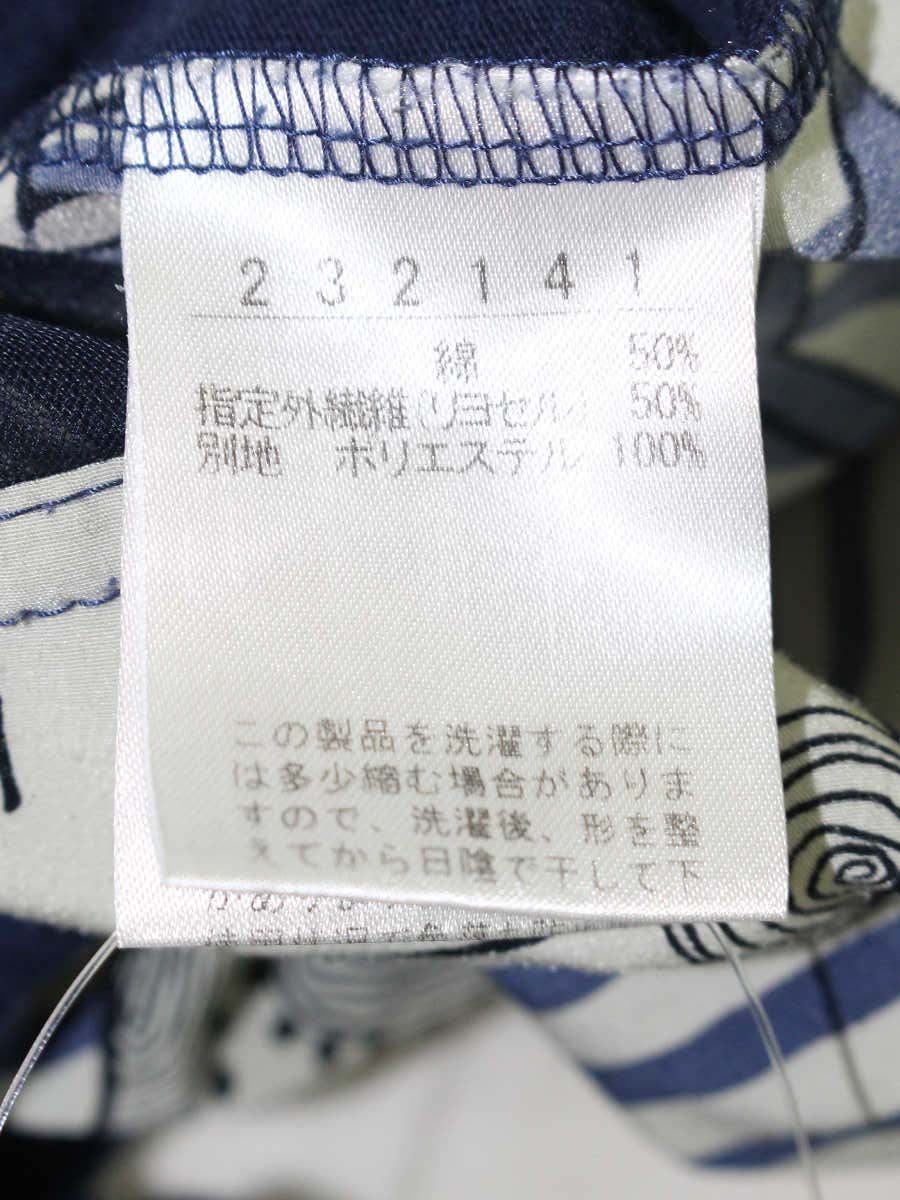 232141
綿 50%
指定外繊維(リヨセル) 50%
別地 ポリエステル 100%
この製品を洗濯する際に
は多少縮む場合がありま
すので、洗濯後、形を整
えてから日陰で干して下